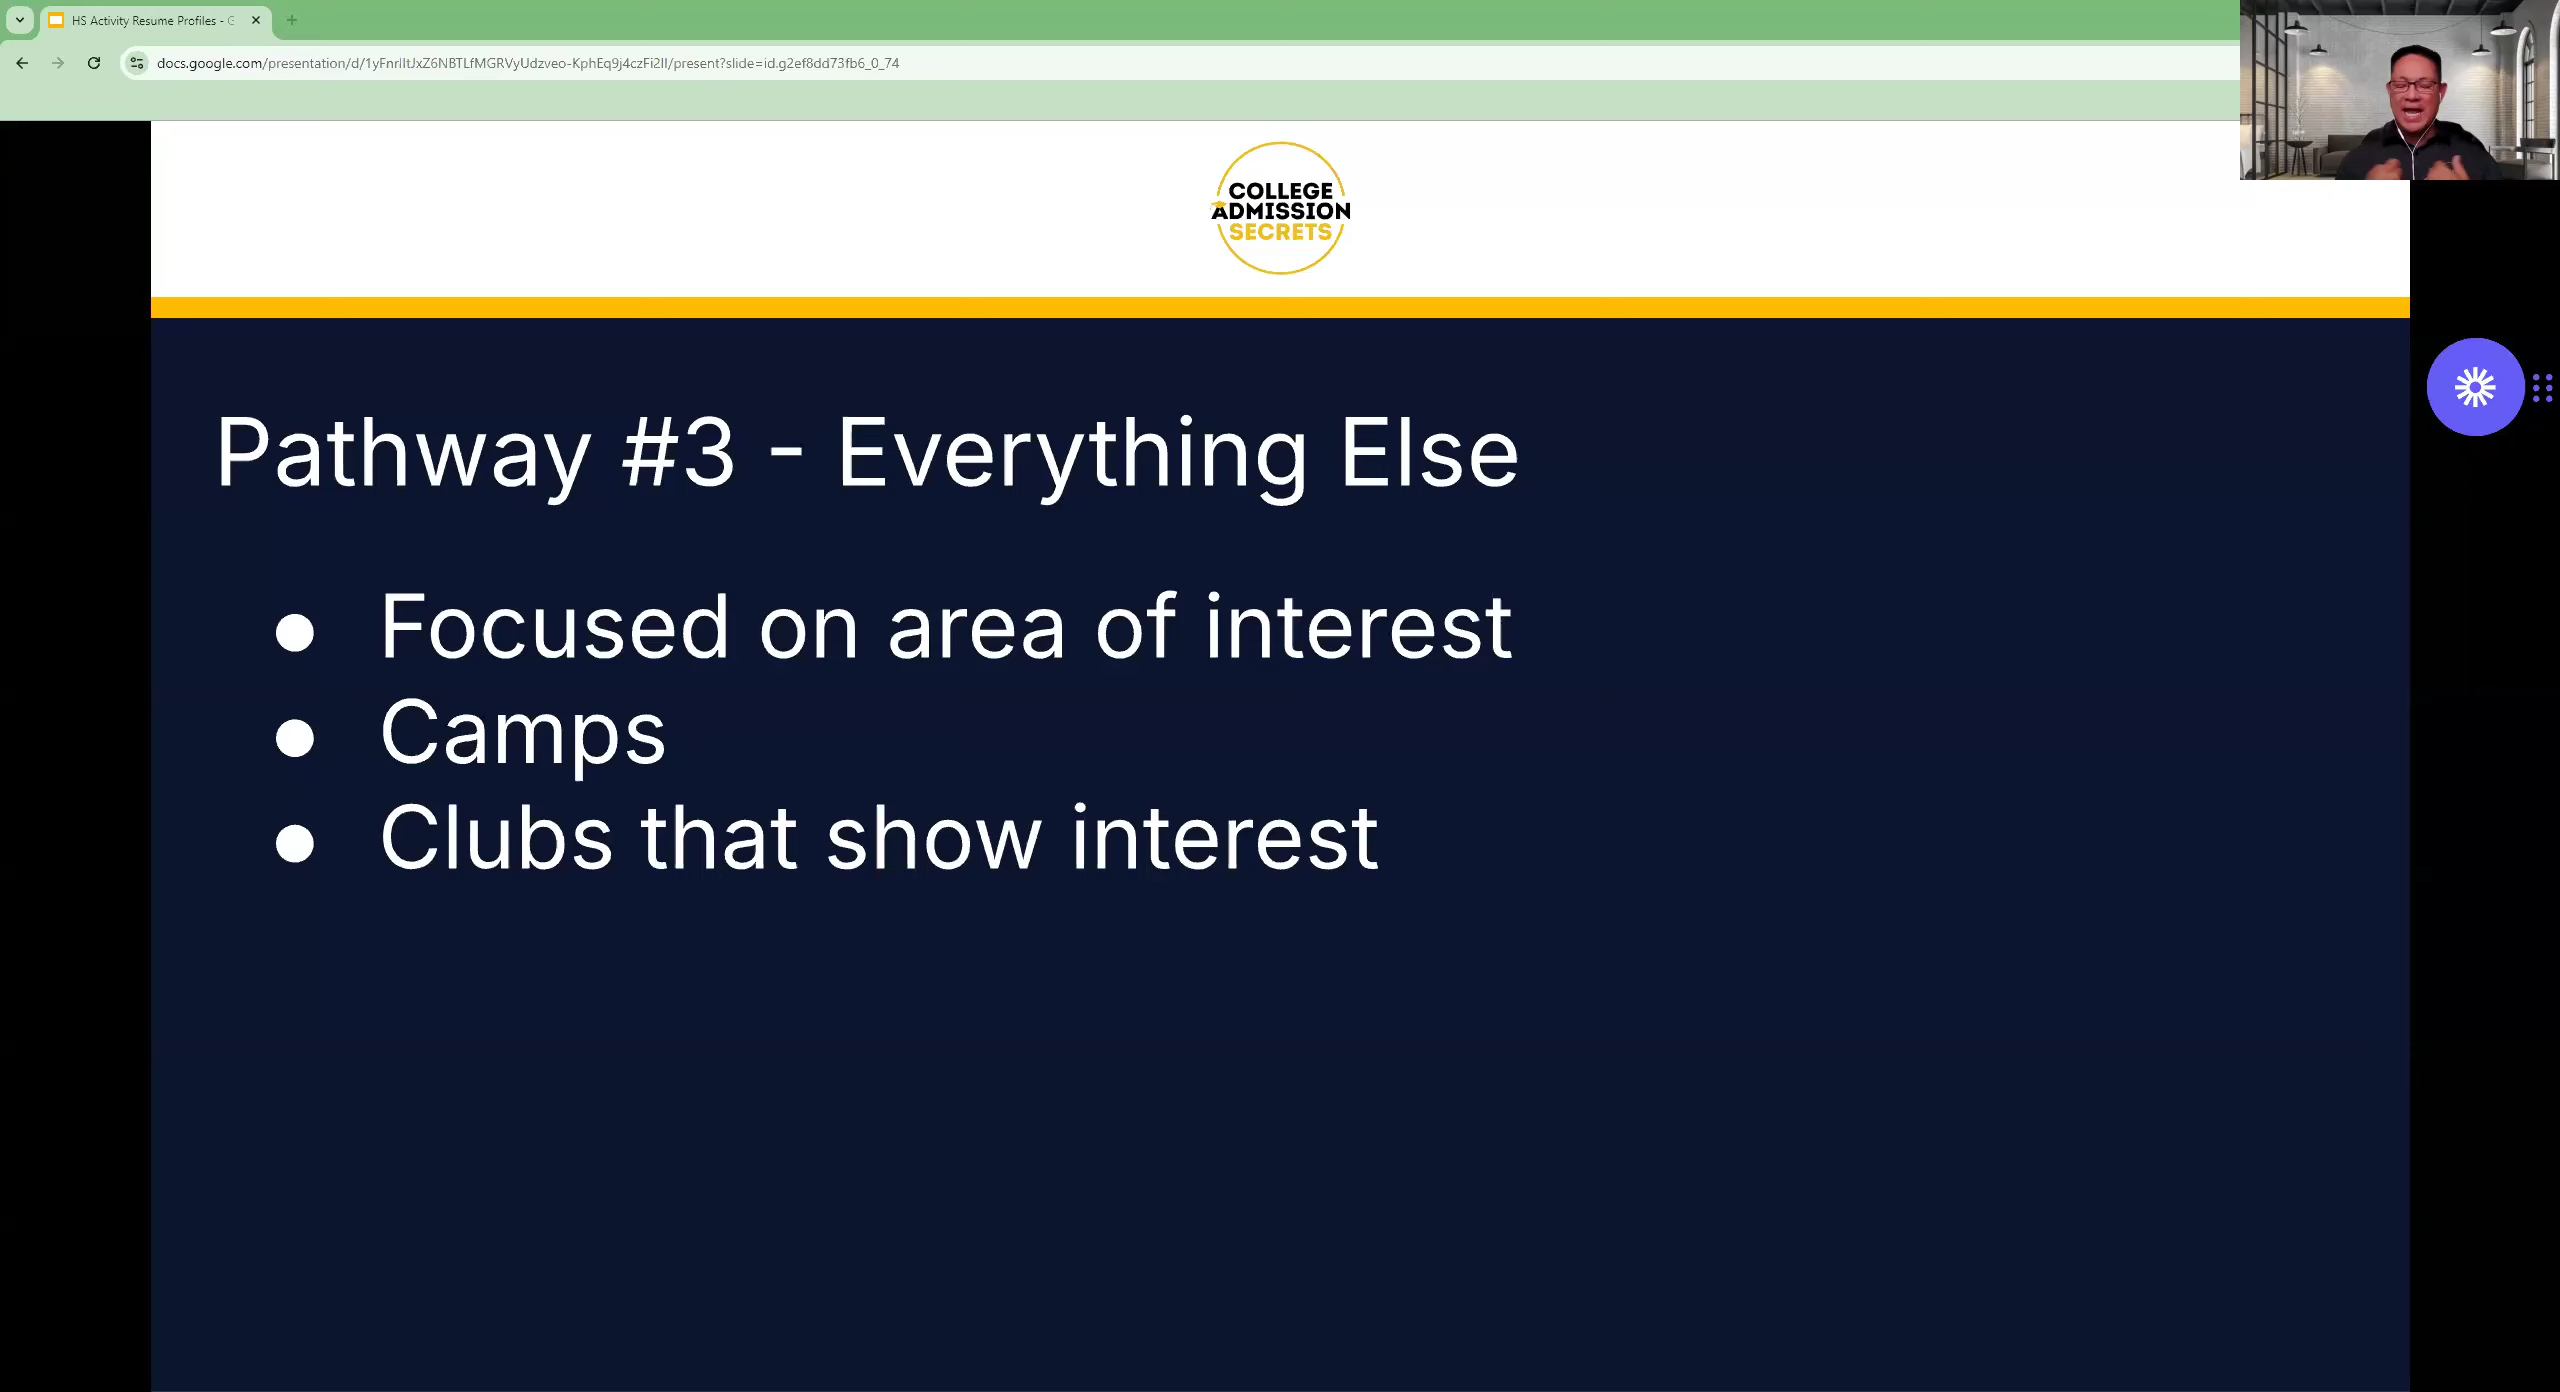 HS Activity Resume Profiles - G
docs.google.com/presentation/d/1yFnrlltJxZ6NBTLfMGRVyUdzveo-KphEq9j4czFi2lI/present?slide=id.g2ef8dd73fb6_0_74
COLLEGE
ADMISSION
SECRETS
Pathway #3 - Everything Else
● Focused on area of interest
● Camps
● Clubs that show interest